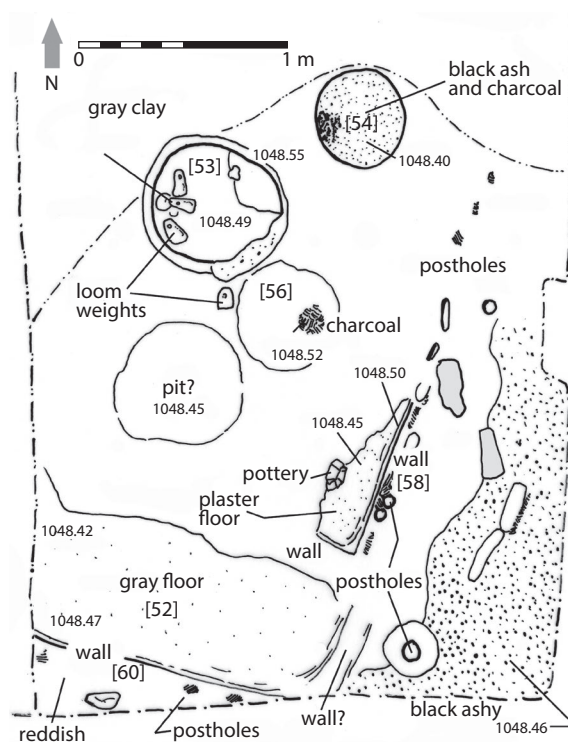 N
0
1 m
gray clay
black ash
and charcoal
[54]
1048.40
[53]
1048.55
1048.49
postholes
loom
weights
[56]
charcoal
1048.52
1048.50
pit?
1048.45
1048.45
wall
[58]
pottery
plaster
floor
wall
1048.42
gray floor
[52]
postholes
1048.47
wall
[60]
wall?
black ashy
reddish
postholes
1048.46